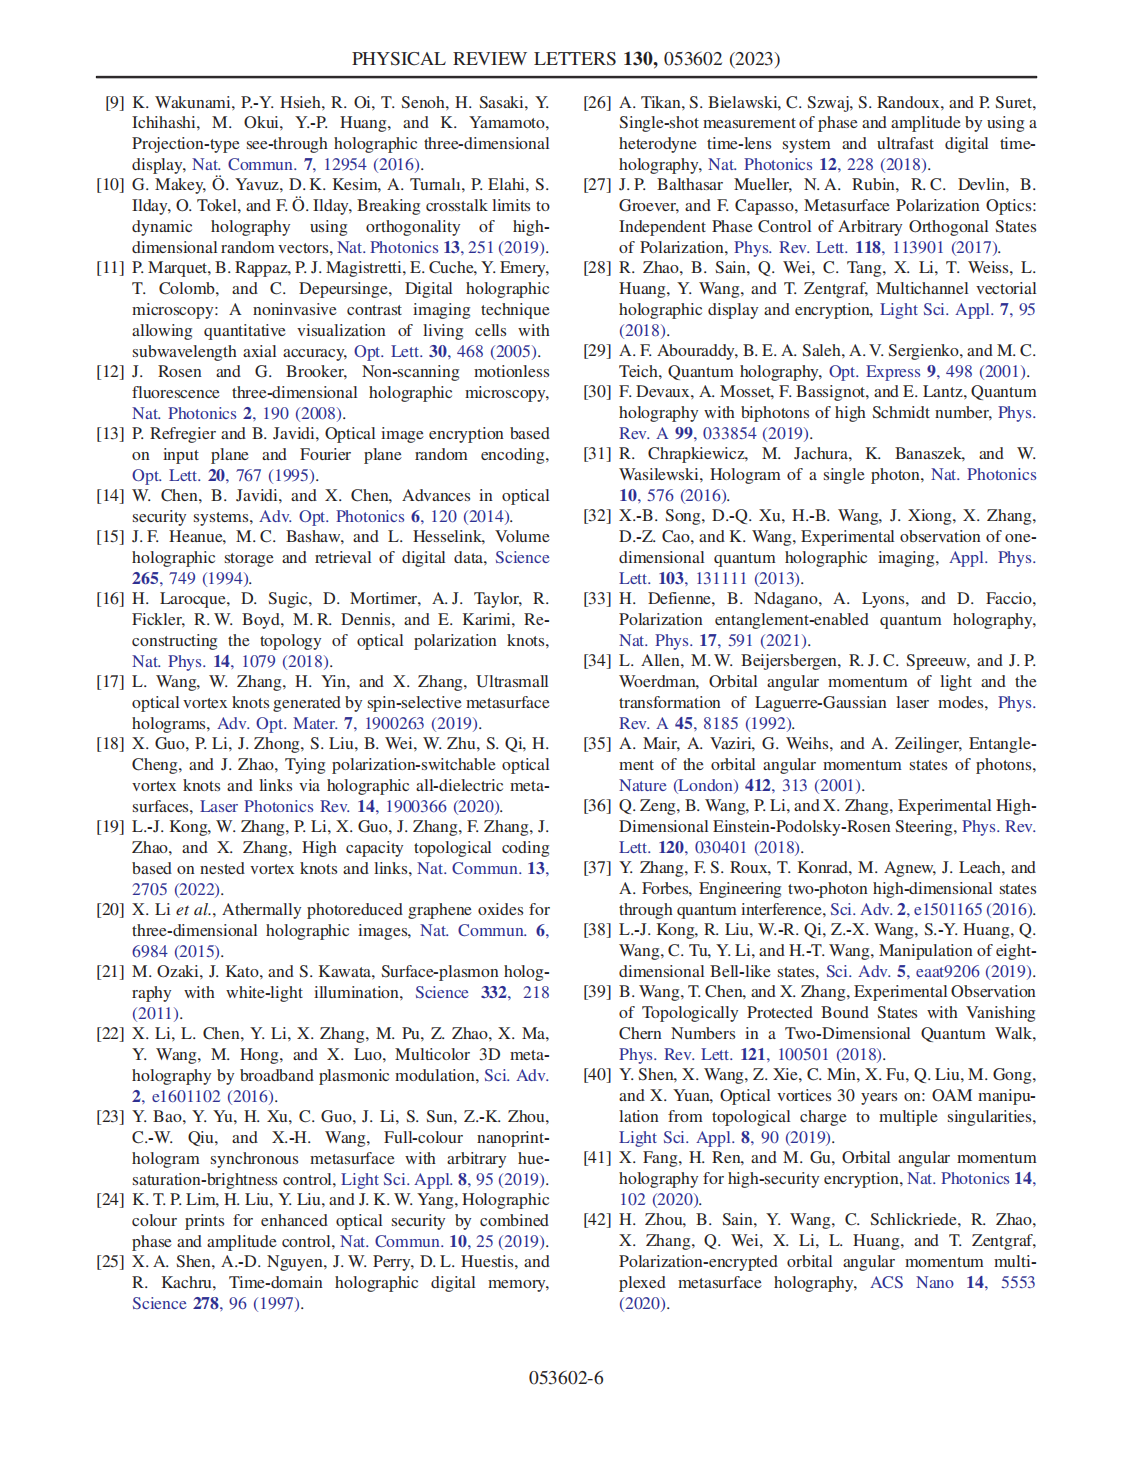 PHYSICAL REVIEW LETTERS 130, 053602 (2023)
[9] K. Wakunami, P.-Y. Hsieh, R. Oi, T. Senoh, H. Sasaki, Y.
Ichihashi, M. Okui, Y.-P. Huang, and K. Yamamoto,
Projection-type see-through holographic three-dimensional
display, Nat. Commun. 7, 12954 (2016).
[10] G. Makey, Ö. Yavuz, D. K. Kesim, A. Turnalı, P. Elahi, S.
Ilday, O. Tokel, and F. Ö. Ilday, Breaking crosstalk limits to
dynamic holography using orthogonality of high-
dimensional random vectors, Nat. Photonics 13, 251 (2019).
[11] P. Marquet, B. Rappaz, P. J. Magistretti, E. Cuche, Y. Emery,
T. Colomb, and C. Depeursinge, Digital holographic
microscopy: A noninvasive contrast imaging technique
allowing quantitative visualization of living cells with
subwavelength axial accuracy, Opt. Lett. 30, 468 (2005).
[12] J. Rosen and G. Brooker, Non-scanning motionless
fluorescence three-dimensional holographic microscopy,
Nat. Photonics 2, 190 (2008).
[13] P. Refregier and B. Javidi, Optical image encryption based
on input plane and Fourier plane random encoding,
Opt. Lett. 20, 767 (1995).
[14] W. Chen, B. Javidi, and X. Chen, Advances in optical
security systems, Adv. Opt. Photonics 6, 120 (2014).
[15] J. F. Heanue, M. C. Bashaw, and L. Hesselink, Volume
holographic storage and retrieval of digital data, Science
265, 749 (1994).
[16] H. Larocque, D. Sugic, D. Mortimer, A. J. Taylor, R.
Fickler, R. W. Boyd, M. R. Dennis, and E. Karimi, Re-
constructing the topology of optical polarization knots,
Nat. Phys. 14, 1079 (2018).
[17] L. Wang, W. Zhang, H. Yin, and X. Zhang, Ultrasmall
optical vortex knots generated by spin-selective metasurface
holograms, Adv. Opt. Mater. 7, 1900263 (2019).
[18] X. Guo, P. Li, J. Zhong, S. Liu, B. Wei, W. Zhu, S. Qi, H.
Cheng, and J. Zhao, Tying polarization-switchable optical
vortex knots and links via holographic all-dielectric meta-
surfaces, Laser Photonics Rev. 14, 1900366 (2020).
[19] L.-J. Kong, W. Zhang, P. Li, X. Guo, J. Zhang, F. Zhang, J.
Zhao, and X. Zhang, High capacity topological coding
based on nested vortex knots and links, Nat. Commun. 13,
2705 (2022).
[20] X. Li et al., Athermally photoreduced graphene oxides for
three-dimensional holographic images, Nat. Commun. 6,
6984 (2015).
[21] M. Ozaki, J. Kato, and S. Kawata, Surface-plasmon holog-
raphy with white-light illumination, Science 332, 218
(2011).
[22] X. Li, L. Chen, Y. Li, X. Zhang, M. Pu, Z. Zhao, X. Ma,
Y. Wang, M. Hong, and X. Luo, Multicolor 3D meta-
holography by broadband plasmonic modulation, Sci. Adv.
2, e1601102 (2016).
[23] Y. Bao, Y. Yu, H. Xu, C. Guo, J. Li, S. Sun, Z.-K. Zhou,
C.-W. Qiu, and X.-H. Wang, Full-colour nanoprint-
hologram synchronous metasurface with arbitrary hue-
saturation-brightness control, Light Sci. Appl. 8, 95 (2019).
[24] K. T. P. Lim, H. Liu, Y. Liu, and J. K. W. Yang, Holographic
colour prints for enhanced optical security by combined
phase and amplitude control, Nat. Commun. 10, 25 (2019).
[25] X. A. Shen, A.-D. Nguyen, J. W. Perry, D. L. Huestis, and
R. Kachru, Time-domain holographic digital memory,
Science 278, 96 (1997).
[26] A. Tikan, S. Bielawski, C. Szwaj, S. Randoux, and P. Suret,
Single-shot measurement of phase and amplitude by using a
heterodyne time-lens system and ultrafast digital time-
holography, Nat. Photonics 12, 228 (2018).
[27] J. P. Balthasar Mueller, N. A. Rubin, R. C. Devlin, B.
Groever, and F. Capasso, Metasurface Polarization Optics:
Independent Phase Control of Arbitrary Orthogonal States
of Polarization, Phys. Rev. Lett. 118, 113901 (2017).
[28] R. Zhao, B. Sain, Q. Wei, C. Tang, X. Li, T. Weiss, L.
Huang, Y. Wang, and T. Zentgraf, Multichannel vectorial
holographic display and encryption, Light Sci. Appl. 7, 95
(2018).
[29] A. F. Abouraddy, B. E. A. Saleh, A. V. Sergienko, and M. C.
Teich, Quantum holography, Opt. Express 9, 498 (2001).
[30] F. Devaux, A. Mosset, F. Bassignot, and E. Lantz, Quantum
holography with biphotons of high Schmidt number, Phys.
Rev. A 99, 033854 (2019).
[31] R. Chrapkiewicz, M. Jachura, K. Banaszek, and W.
Wasilewski, Hologram of a single photon, Nat. Photonics
10, 576 (2016).
[32] X.-B. Song, D.-Q. Xu, H.-B. Wang, J. Xiong, X. Zhang,
D.-Z. Cao, and K. Wang, Experimental observation of one-
dimensional quantum holographic imaging, Appl. Phys.
Lett. 103, 131111 (2013).
[33] H. Defienne, B. Ndagano, A. Lyons, and D. Faccio,
Polarization entanglement-enabled quantum holography,
Nat. Phys. 17, 591 (2021).
[34] L. Allen, M. W. Beijersbergen, R. J. C. Spreeuw, and J. P.
Woerdman, Orbital angular momentum of light and the
transformation of Laguerre-Gaussian laser modes, Phys.
Rev. A 45, 8185 (1992).
[35] A. Mair, A. Vaziri, G. Weihs, and A. Zeilinger, Entangle-
ment of the orbital angular momentum states of photons,
Nature (London) 412, 313 (2001).
[36] Q. Zeng, B. Wang, P. Li, and X. Zhang, Experimental High-
Dimensional Einstein-Podolsky-Rosen Steering, Phys. Rev.
Lett. 120, 030401 (2018).
[37] Y. Zhang, F. S. Roux, T. Konrad, M. Agnew, J. Leach, and
A. Forbes, Engineering two-photon high-dimensional states
through quantum interference, Sci. Adv. 2, e1501165 (2016).
[38] L.-J. Kong, R. Liu, W.-R. Qi, Z.-X. Wang, S.-Y. Huang, Q.
Wang, C. Tu, Y. Li, and H.-T. Wang, Manipulation of eight-
dimensional Bell-like states, Sci. Adv. 5, eaat9206 (2019).
[39] B. Wang, T. Chen, and X. Zhang, Experimental Observation
of Topologically Protected Bound States with Vanishing
Chern Numbers in a Two-Dimensional Quantum Walk,
Phys. Rev. Lett. 121, 100501 (2018).
[40] Y. Shen, X. Wang, Z. Xie, C. Min, X. Fu, Q. Liu, M. Gong,
and X. Yuan, Optical vortices 30 years on: OAM manipu-
lation from topological charge to multiple singularities,
Light Sci. Appl. 8, 90 (2019).
[41] X. Fang, H. Ren, and M. Gu, Orbital angular momentum
holography for high-security encryption, Nat. Photonics 14,
102 (2020).
[42] H. Zhou, B. Sain, Y. Wang, C. Schlickriede, R. Zhao,
X. Zhang, Q. Wei, X. Li, L. Huang, and T. Zentgraf,
Polarization-encrypted orbital angular momentum multi-
plexed metasurface holography, ACS Nano 14, 5553
(2020).
053602-6